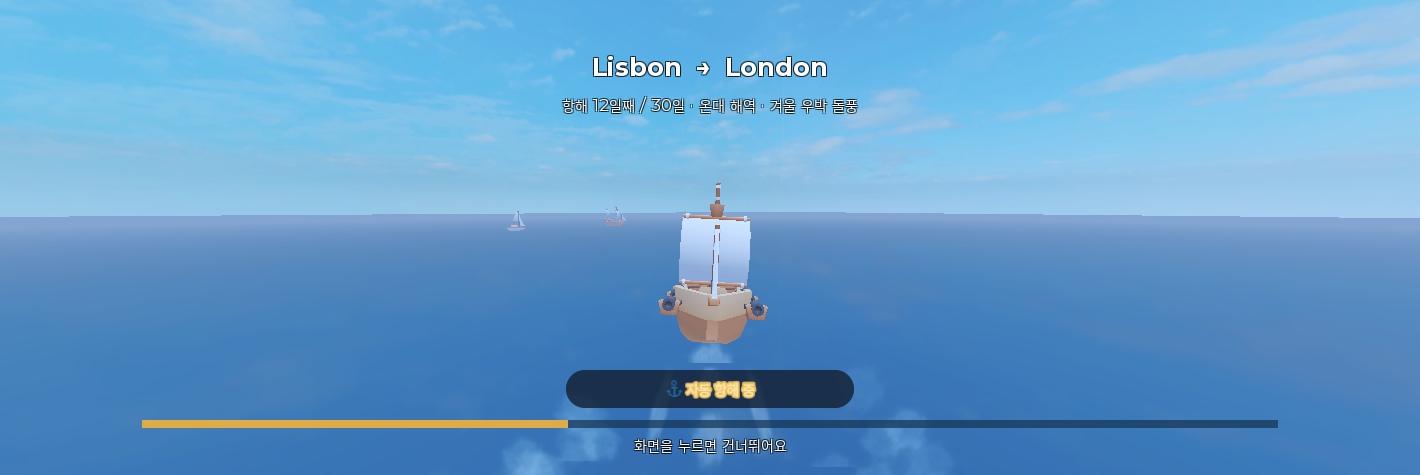 Lisbon → London
항해 12일째 / 30일 · 온대 해역 · 겨울 우박 돌풍
⚓ 자동 항해 중
화면을 누르면 건너뛰어요